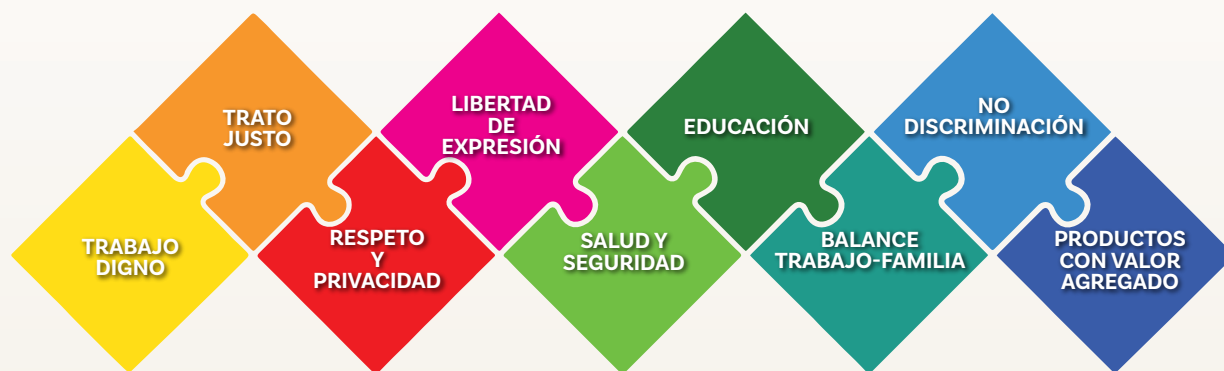 TRABAJO
DIGNO
TRATO
JUSTO
RESPETO
Y
PRIVACIDAD
LIBERTAD
DE
EXPRESIÓN
SALUD Y
SEGURIDAD
EDUCACIÓN
BALANCE
TRABAJO-FAMILIA
NO
DISCRIMINACIÓN
PRODUCTOS
CON VALOR
AGREGADO